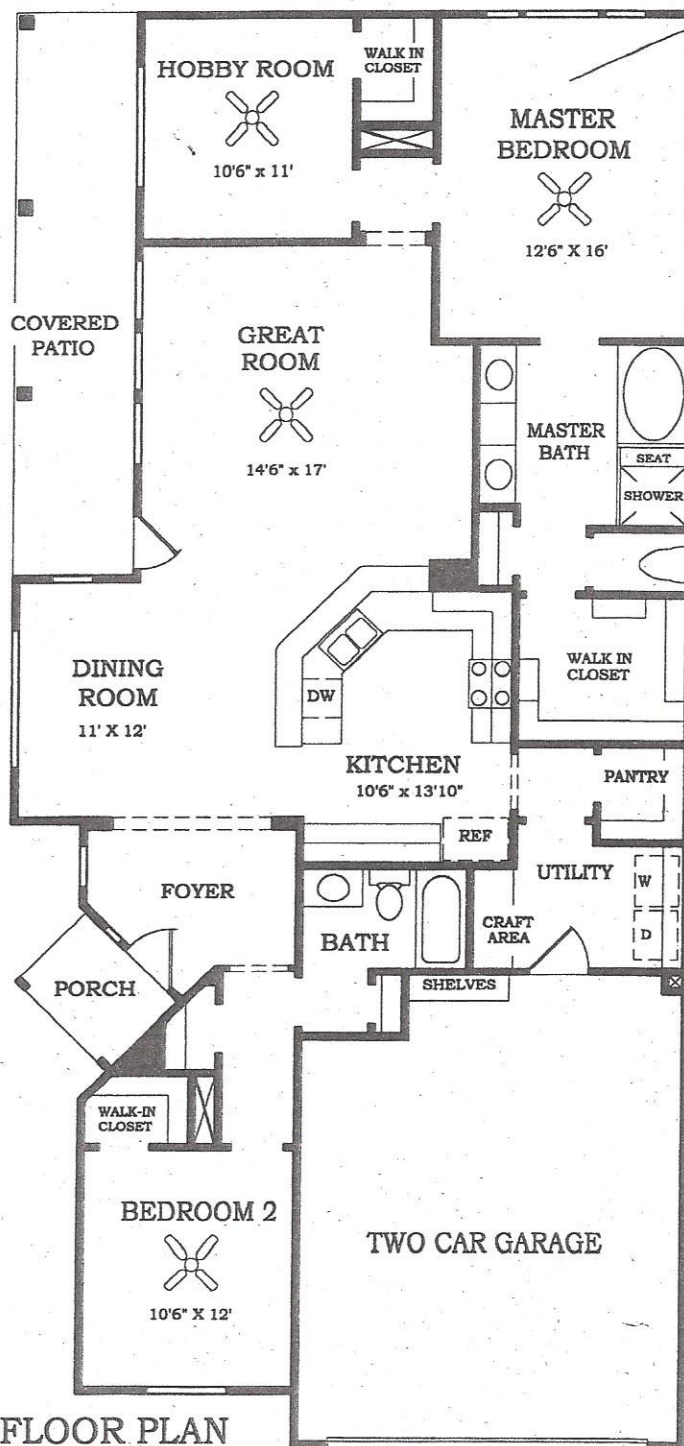 HOBBY ROOM
10'6" x 11'
WALK IN
CLOSET
MASTER
BEDROOM
12'6" X 16'
COVERED
PATIO
GREAT
ROOM
14'6" x 17'
MASTER
BATH
SEAT
SHOWER
DINING
ROOM
11' X 12'
DW
WALK IN
CLOSET
KITCHEN
10'6" x 13'10"
REF
PANTRY
UTILITY
W
D
CRAFT
AREA
FOYER
BATH
PORCH
SHELVES
WALK-IN
CLOSET
BEDROOM 2
10'6" X 12'
TWO CAR GARAGE
FLOOR PLAN